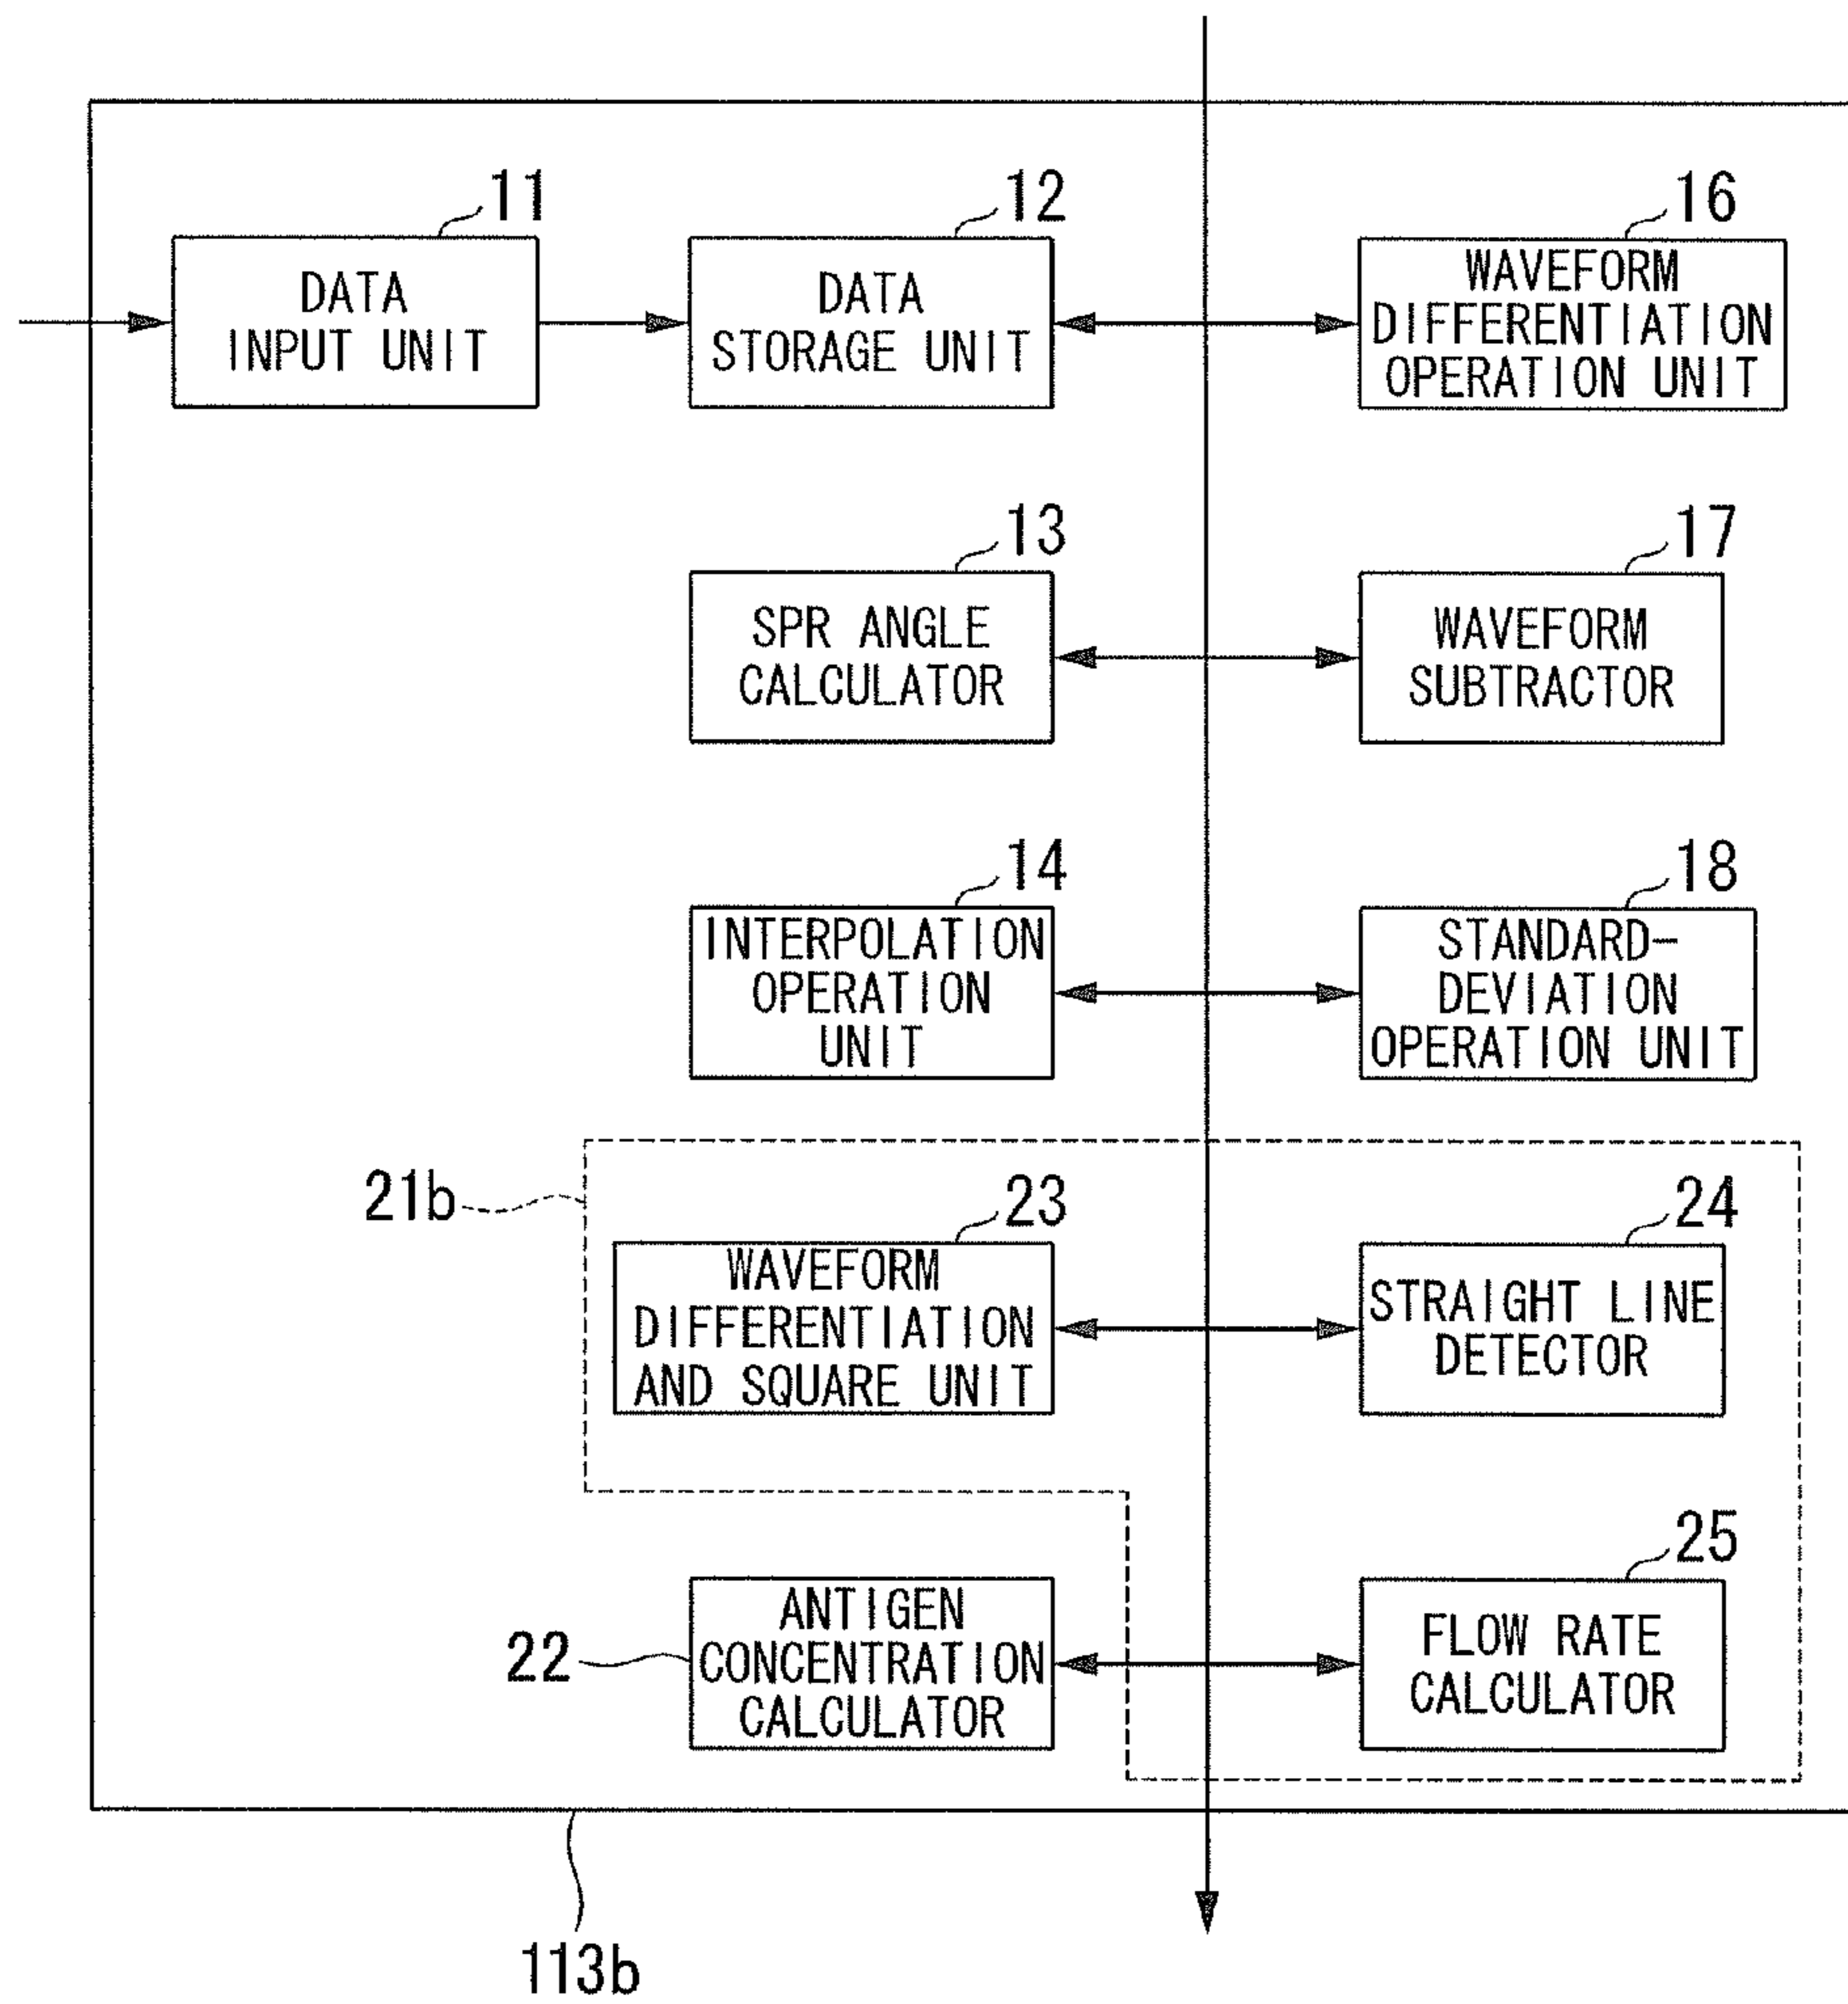 11
DATA
INPUT UNIT
12
DATA
STORAGE UNIT
16
WAVEFORM
DIFFERENTIATION
OPERATION UNIT
13
SPR ANGLE
CALCULATOR
17
WAVEFORM
SUBTRACTOR
14
INTERPOLATION
OPERATION
UNIT
18
STANDARD-
DEVIATION
OPERATION UNIT
21b
23
WAVEFORM
DIFFERENTIATION
AND SQUARE UNIT
24
STRAIGHT LINE
DETECTOR
22
ANTIGEN
CONCENTRATION
CALCULATOR
25
FLOW RATE
CALCULATOR
113b